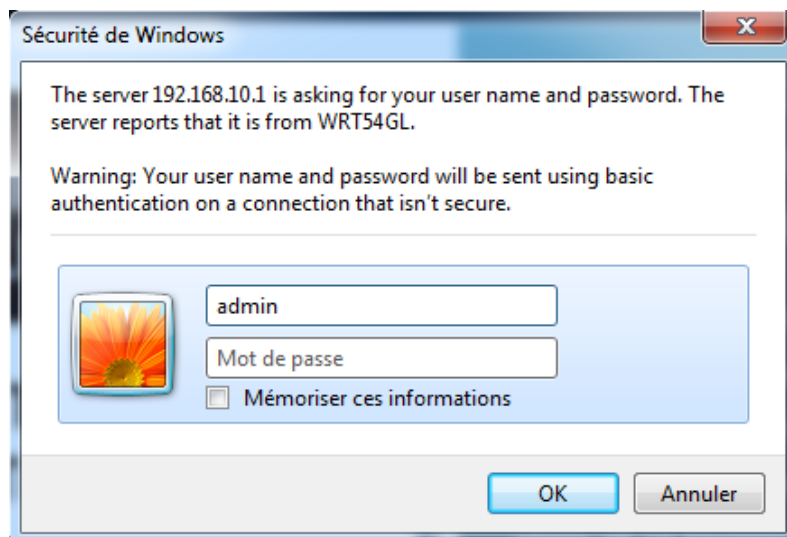 Sécurité de Windows
The server 192.168.10.1 is asking for your user name and password. The
server reports that it is from WRT54GL.
Warning: Your user name and password will be sent using basic
authentication on a connection that isn't secure.
admin
Mot de passe
Mémoriser ces informations
OK
Annuler